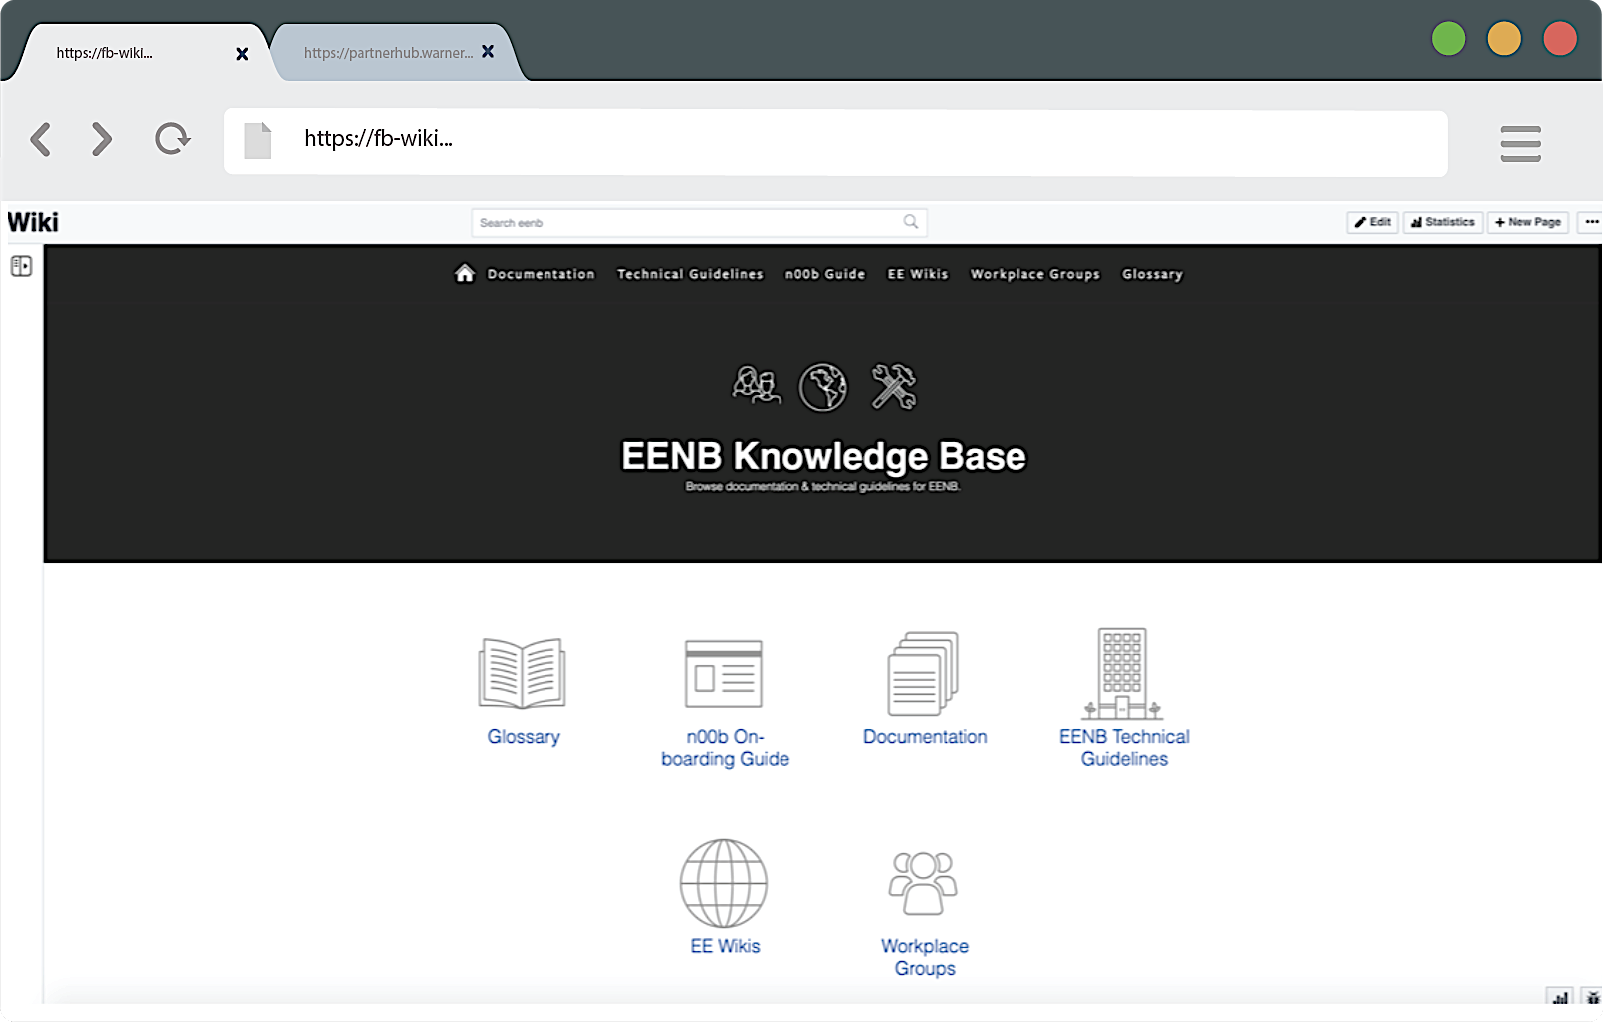 https://fb-wiki...
https://partnerhub.warner...
https://fb-wiki...
Wiki
Search eenb
Edit
Statistics
+ New Page
Documentation
Technical Guidelines
n00b Guide
EE Wikis
Workplace Groups
Glossary
EENB Knowledge Base
Browse documentation & technical guidelines for EENB.
Glossary
n00b On-
boarding Guide
Documentation
EENB Technical
Guidelines
EE Wikis
Workplace
Groups